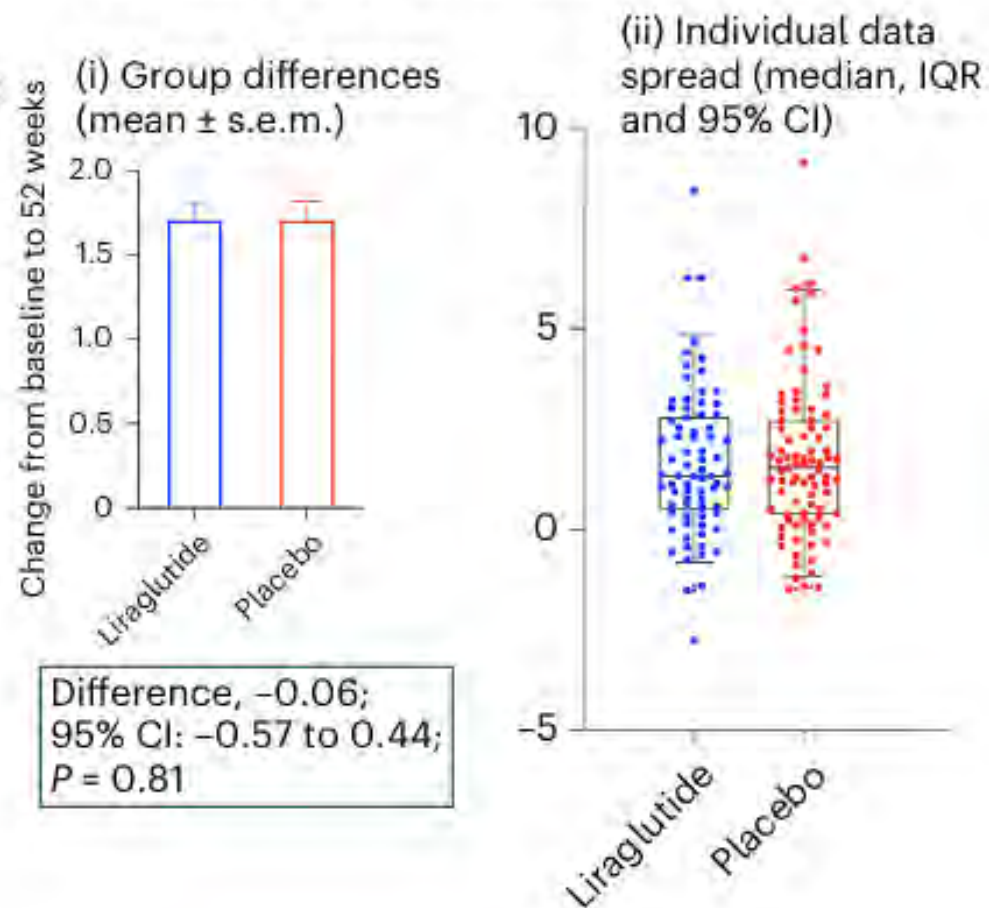 Change from baseline to 52 weeks
(i) Group differences
(mean ± s.e.m.)
2.0
1.5
1.0
0.5
0
Liraglutide
Placebo
Difference, −0.06;
95% CI: −0.57 to 0.44;
P = 0.81
(ii) Individual data
spread (median, IQR
and 95% CI)
10
5
0
−5
Liraglutide
Placebo